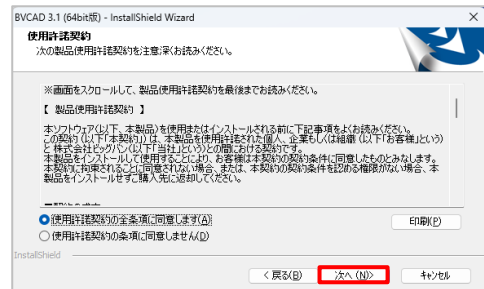 BVCAD 3.1 (64bit版) - InstallShield Wizard
使用許諾契約
次の製品使用許諾契約を注意深くお読みください。
※画面をスクロールして、製品使用許諾契約を最後までお読みください。
【 製品使用許諾契約 】
本ソフトウェア(以下、本製品)を使用またはインストールされる前に下記事項をよくお読みください。
この契約(以下「本契約」)は、本製品を使用許諾された個人、企業もしくは組織(以下「お客様」という)
と株式会社ビッグバン(以下「当社」という)との間における契約です。
本製品をインストールして使用することにより、お客様は本契約の契約条件に同意したものとみなします。
本契約に拘束されることに同意されない場合、または、本契約の契約条件を認める権限がない場合、本
製品をインストールせずご購入先に返却してください。
使用許諾契約の全条項に同意します(A)
印刷(P)
使用許諾契約の条項に同意しません(D)
InstallShield
< 戻る(B)
次へ (N)>
キャンセル